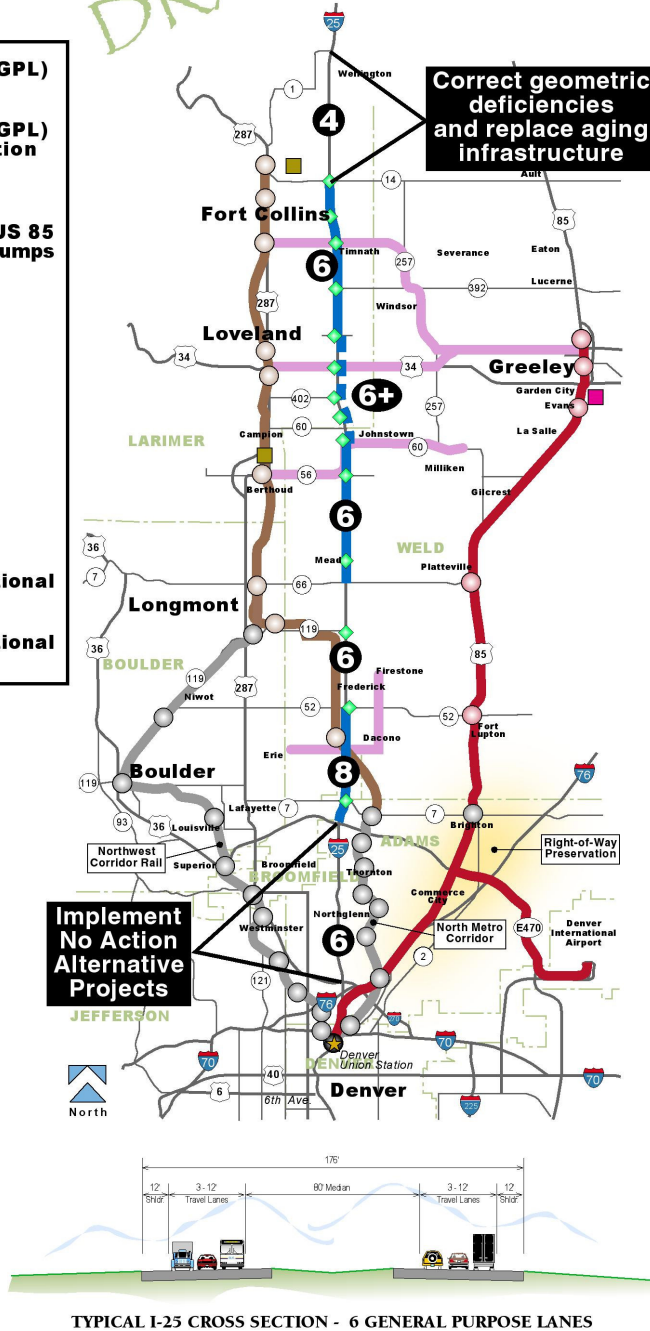 DR
25
GPL)
GPL)
tion
US 85
umps
tional
tional
Wellington
1
4
Correct geometric
deficiencies
and replace aging
infrastructure
287
14
Ault
85
Fort Collins
Timnath
Severance
Eaton
257
6
392
Lucerne
287
Windsor
Loveland
34
34
Greeley
6+
Garden City
402
257
Evans
60
Campion
Johnstown
60
La Salle
LARIMER
Milliken
56
Berthoud
Gilcrest
6
36
WELD
7
Mead
Platteville
66
Longmont
119
36
6
85
BOULDER
Firestone
119
287
Frederick
Niwot
52
52
Fort
Lupton
Dacono
Erie
Boulder
8
76
119
Lafayette
7
7
93
36
Louisville
Brighton
25
ADAMS
Northwest
Corridor Rail
Right-of-Way
Preservation
Superior
Broomfield
BROOMFIELD
Thornton
Commerce
City
Implement
No Action
Alternative
Projects
Northglenn
Westminster
North Metro
Corridor
E470
Denver
International
Airport
6
2
121
76
270
JEFFERSON
70
70
Denver
Union Station
DENVER
40
70
6
6th Ave.
Denver
225
North
176'
12'
Shldr.
3 - 12'
Travel Lanes
80' Median
3 - 12'
Travel Lanes
12'
Shldr.
TYPICAL I-25 CROSS SECTION - 6 GENERAL PURPOSE LANES